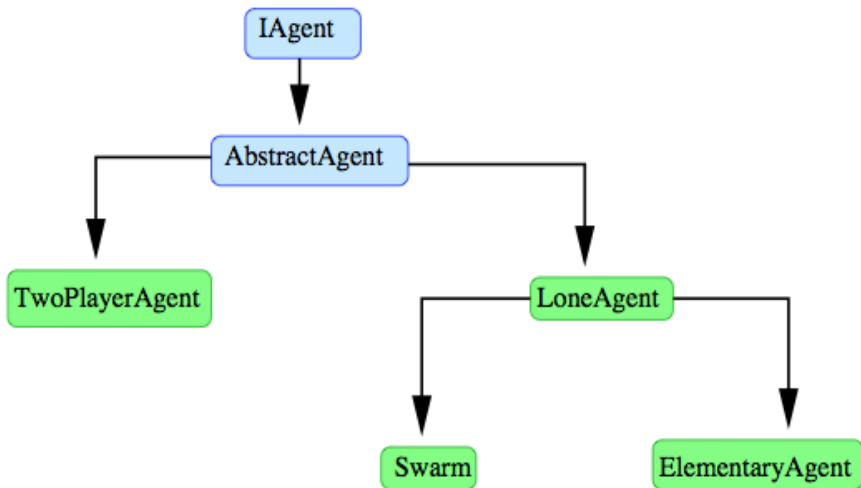 IAgent
AbstractAgent
TwoPlayerAgent
LoneAgent
Swarm
ElementaryAgent